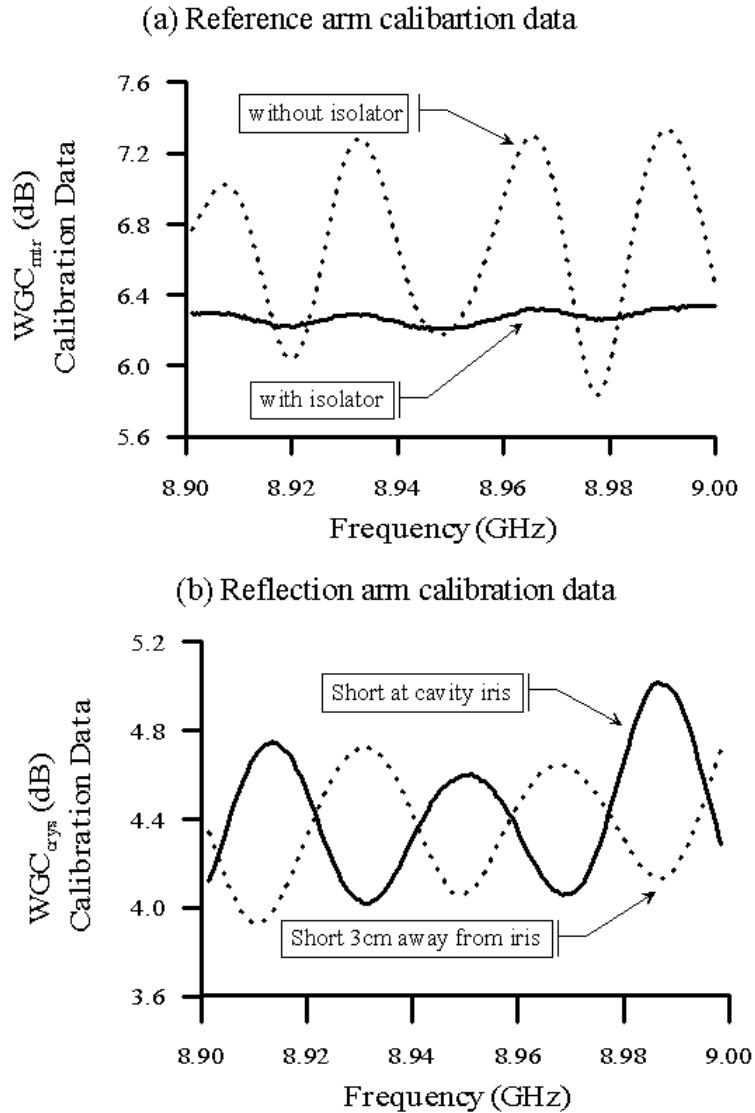 (a) Reference arm calibartion data
WGC_mtr (dB)
Calibration Data
7.6
7.2
6.8
6.4
6.0
5.6
without isolator
with isolator
8.90 8.92 8.94 8.96 8.98 9.00
Frequency (GHz)
(b) Reflection arm calibration data
WGC_crys (dB)
Calibration Data
5.2
4.8
4.4
4.0
3.6
Short at cavity iris
Short 3cm away from iris
8.90 8.92 8.94 8.96 8.98 9.00
Frequency (GHz)